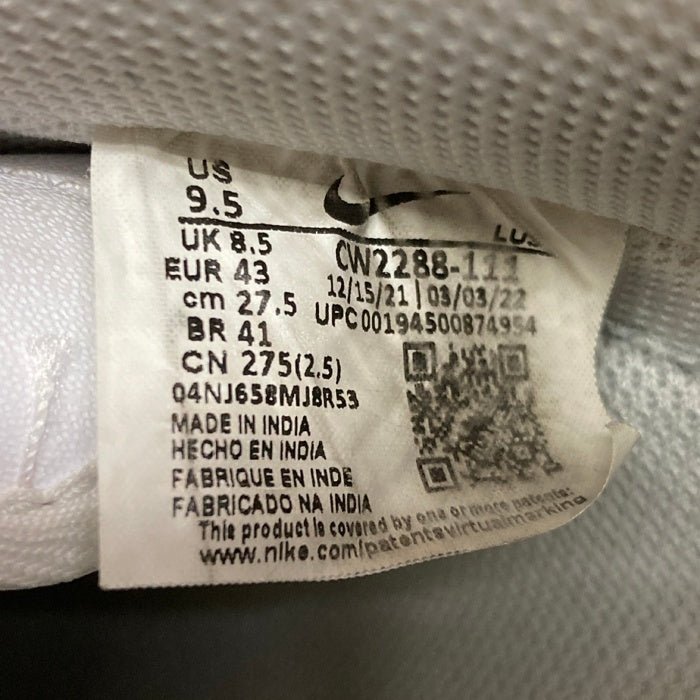 US
9.5
UK 8.5
EUR 43
cm 27.5
BR 41
CN 275(2.5)
04NJ658MJ8R53
MADE IN INDIA
HECHO EN INDIA
FABRIQUE EN INDE
FABRICADO NA INDIA
This product is covered by one or more patents:
www.nike.com/patentsvirtualmarking
CW2288-111
12/15/21 | 03/03/22
UPC00194500874954